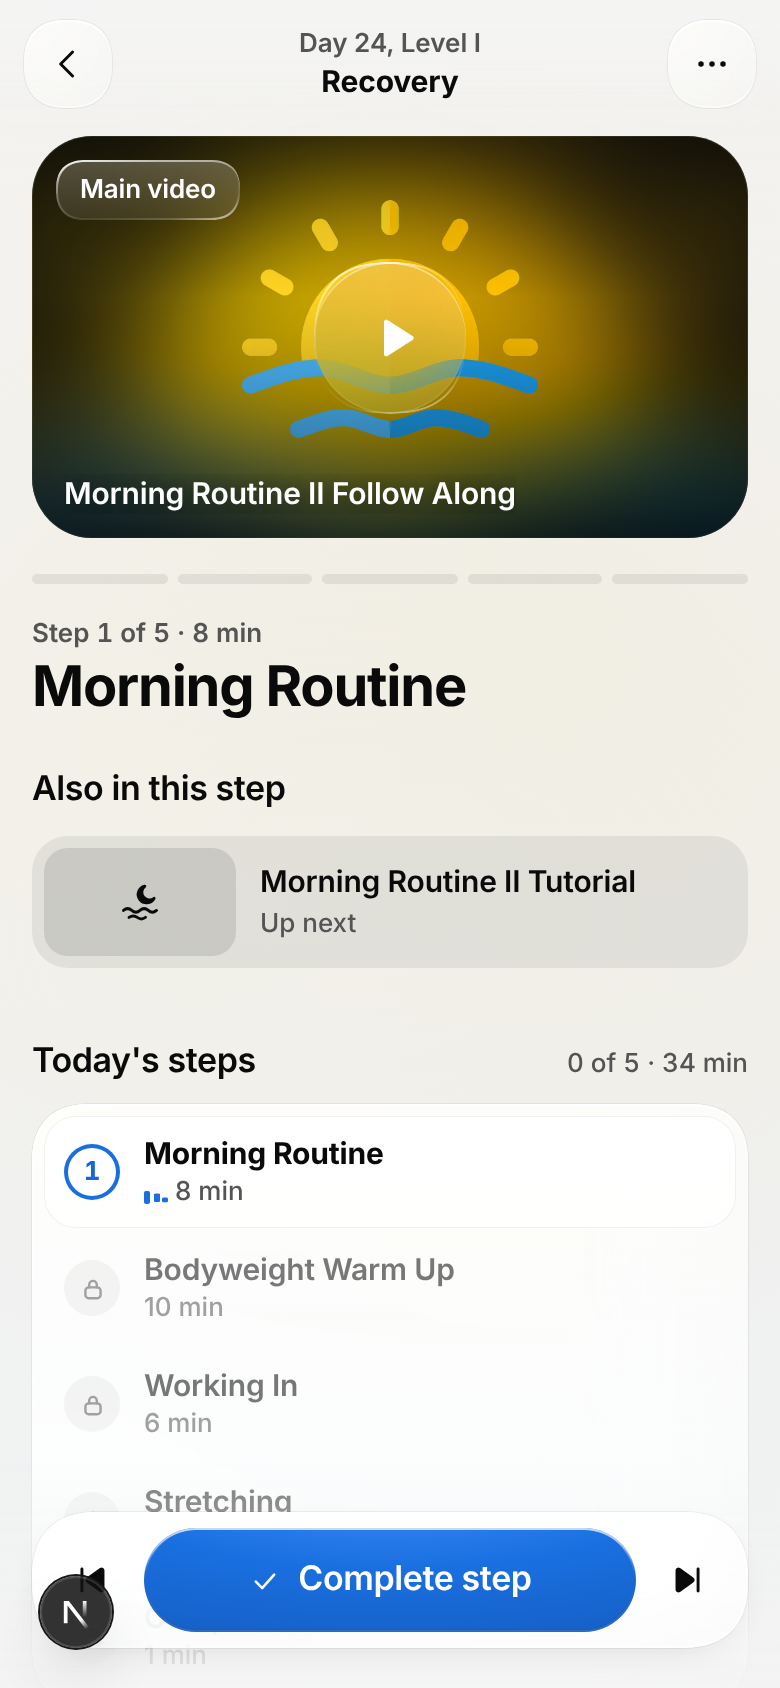 Day 24, Level I
Recovery
Main video
Morning Routine II Follow Along
Step 1 of 5 · 8 min
Morning Routine
Also in this step
Morning Routine II Tutorial
Up next
Today's steps
0 of 5 · 34 min
1
Morning Routine
8 min
Bodyweight Warm Up
10 min
Working In
6 min
Stretching
Complete step
N
1 min